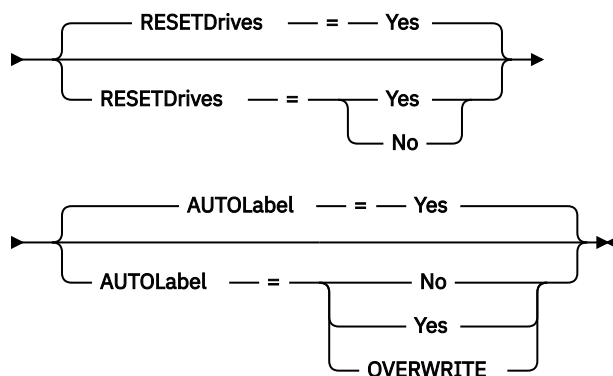 RESETDrives = Yes
RESETDrives = Yes
No
AUTOLabel = Yes
AUTOLabel = No
Yes
OVERWRITE